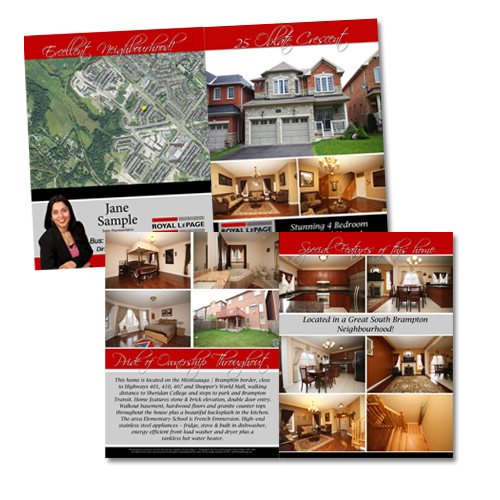 Excellent Neighbourhood!!
25 Oblate Crescent
Jane
Sample
Sales Representative
Bus:
Dir
ROYAL LEPAGE
ROYAL LEPAGE
Stunning 4 Bedroom
Special Features of this home
Located in a Great South Brampton
Neighbourhood!
Pride of Ownership Throughout
This home is located on the Mississauga / Brampton border, close
to Highways 401, 410, 407 and Shopper's World Mall, walking
distance to Sheridan College and steps to park and Brampton
Transit. Home features stone & brick elevation, double door entry.
Walkout basement, hardwood floors and granite counter tops
throughout the house plus a beautiful backsplash in the kitchen.
The area Elementary School is French Emmersion. High-end
stainless steel appliances - fridge, stove & built in dishwasher,
energy efficient front load washer and dryer plus a
tankless hot water heater.